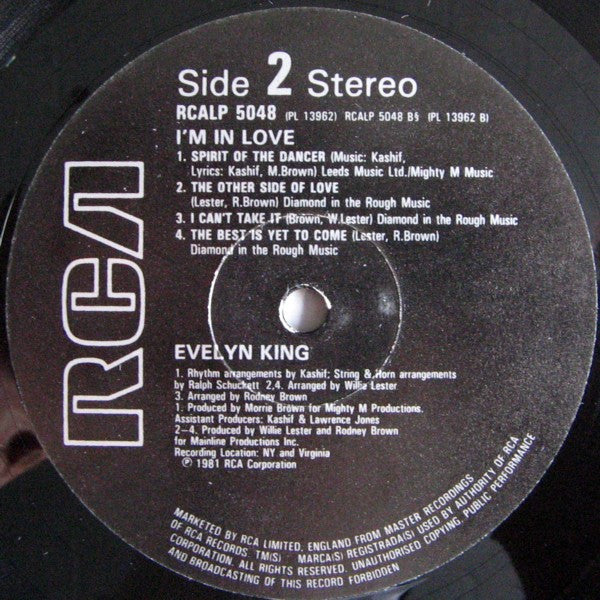 Side 2 Stereo
RCALP 5048 (PL 13962) RCALP 5048 B§ (PL 13962 B)
I'M IN LOVE
1. SPIRIT OF THE DANCER (Music: Kashif,
Lyrics: Kashif, M.Brown) Leeds Music Ltd./Mighty M Music
2. THE OTHER SIDE OF LOVE
(Lester, R.Brown) Diamond in the Rough Music
3. I CAN'T TAKE IT (Brown, W.Lester) Diamond in the Rough Music
4. THE BEST IS YET TO COME (Lester, R.Brown)
Diamond in the Rough Music
RCA
EVELYN KING
1. Rhythm arrangements by Kashif; String & Horn arrangements
by Ralph Schuckett 2,4. Arranged by Willie Lester
3. Arranged by Rodney Brown
1. Produced by Morrie Brown for Mighty M Productions.
Assistant Producers: Kashif & Lawrence Jones
2–4. Produced by Willie Lester and Rodney Brown
for Mainline Productions Inc.
Recording Location: NY and Virginia
℗ 1981 RCA Corporation
MARKETED BY RCA LIMITED, ENGLAND FROM MASTER RECORDINGS
OF RCA RECORDS. TM(S) MARCA(S) REGISTRADA(S) USED BY AUTHORITY OF RCA
CORPORATION. ALL RIGHTS RESERVED. UNAUTHORISED COPYING, PUBLIC PERFORMANCE
AND BROADCASTING OF THIS RECORD FORBIDDEN